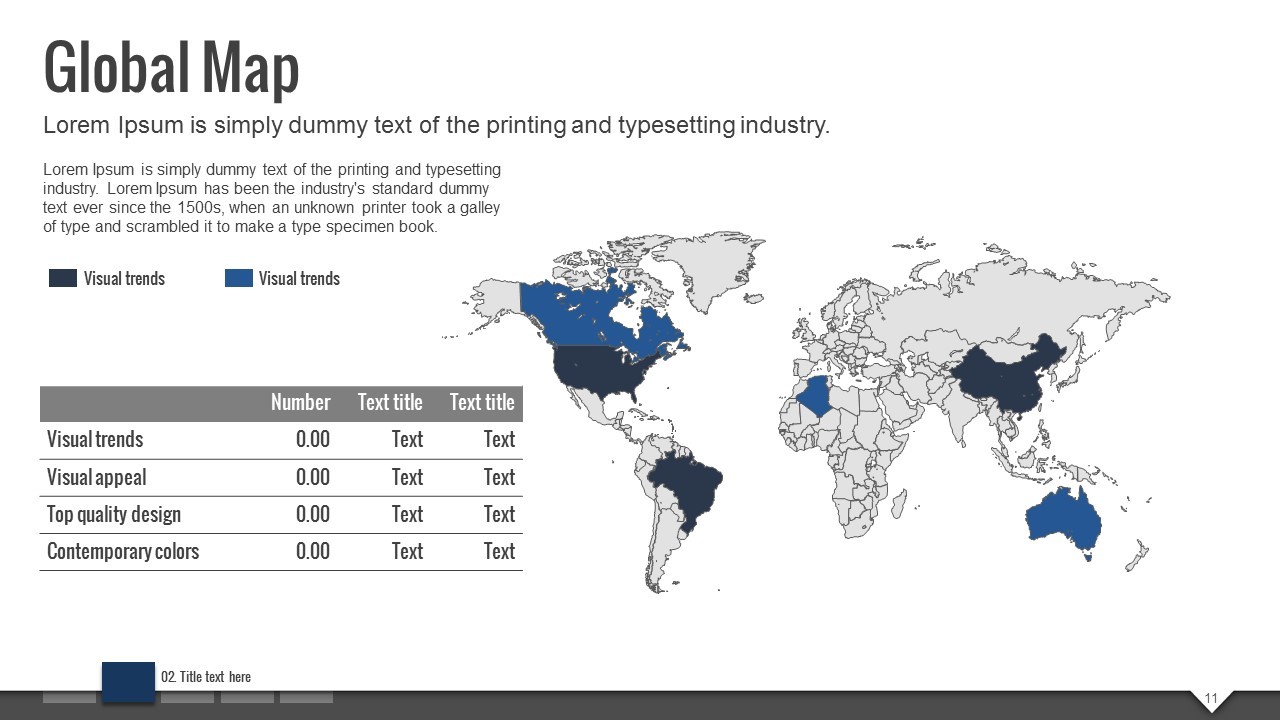 Global Map
Lorem Ipsum is simply dummy text of the printing and typesetting industry.
Lorem Ipsum is simply dummy text of the printing and typesetting
industry. Lorem Ipsum has been the industry's standard dummy
text ever since the 1500s, when an unknown printer took a galley
of type and scrambled it to make a type specimen book.
Visual trends Visual trends
Number Text title Text title
Visual trends 0.00 Text Text
Visual appeal 0.00 Text Text
Top quality design 0.00 Text Text
Contemporary colors 0.00 Text Text
02. Title text here
11